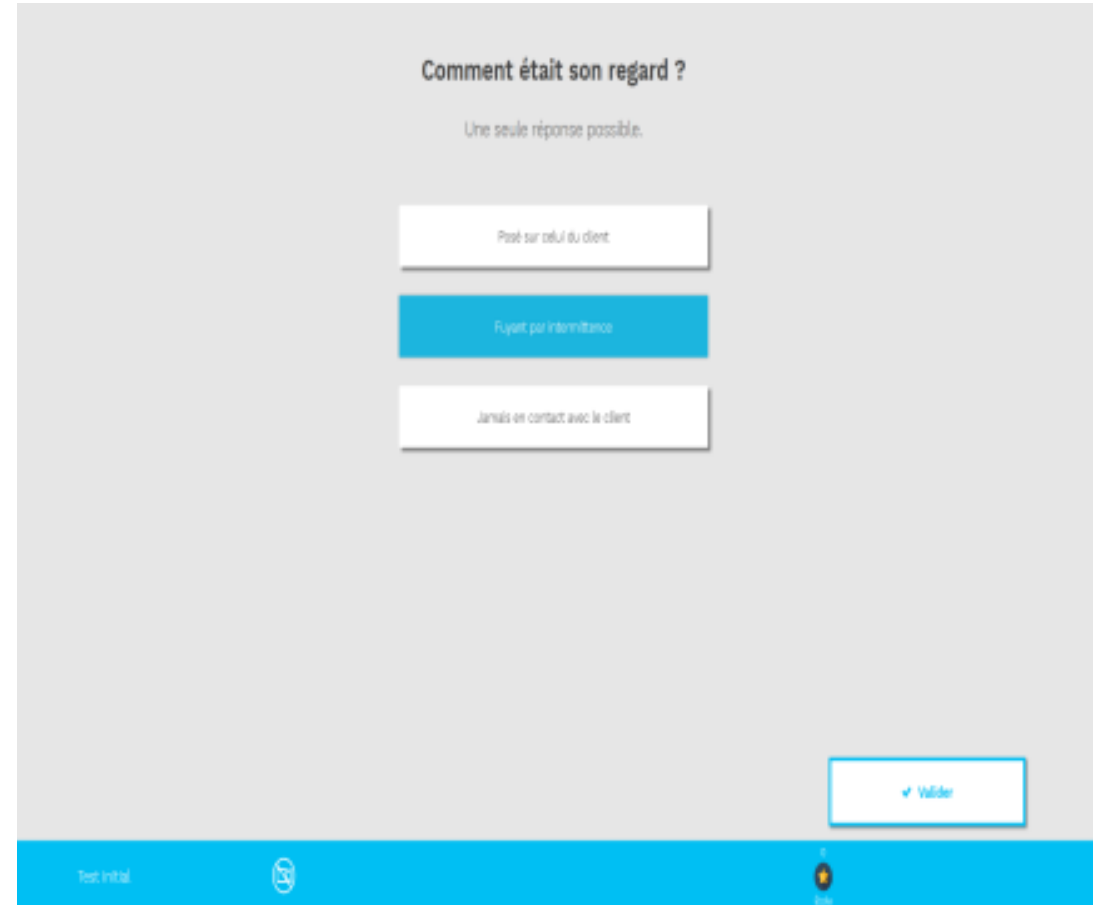 Comment était son regard ?
Une seule réponse possible.
Posé sur celui du client
Fuyant par intermittence
Jamais en contact avec le client
✔ Valider
Test initial
0